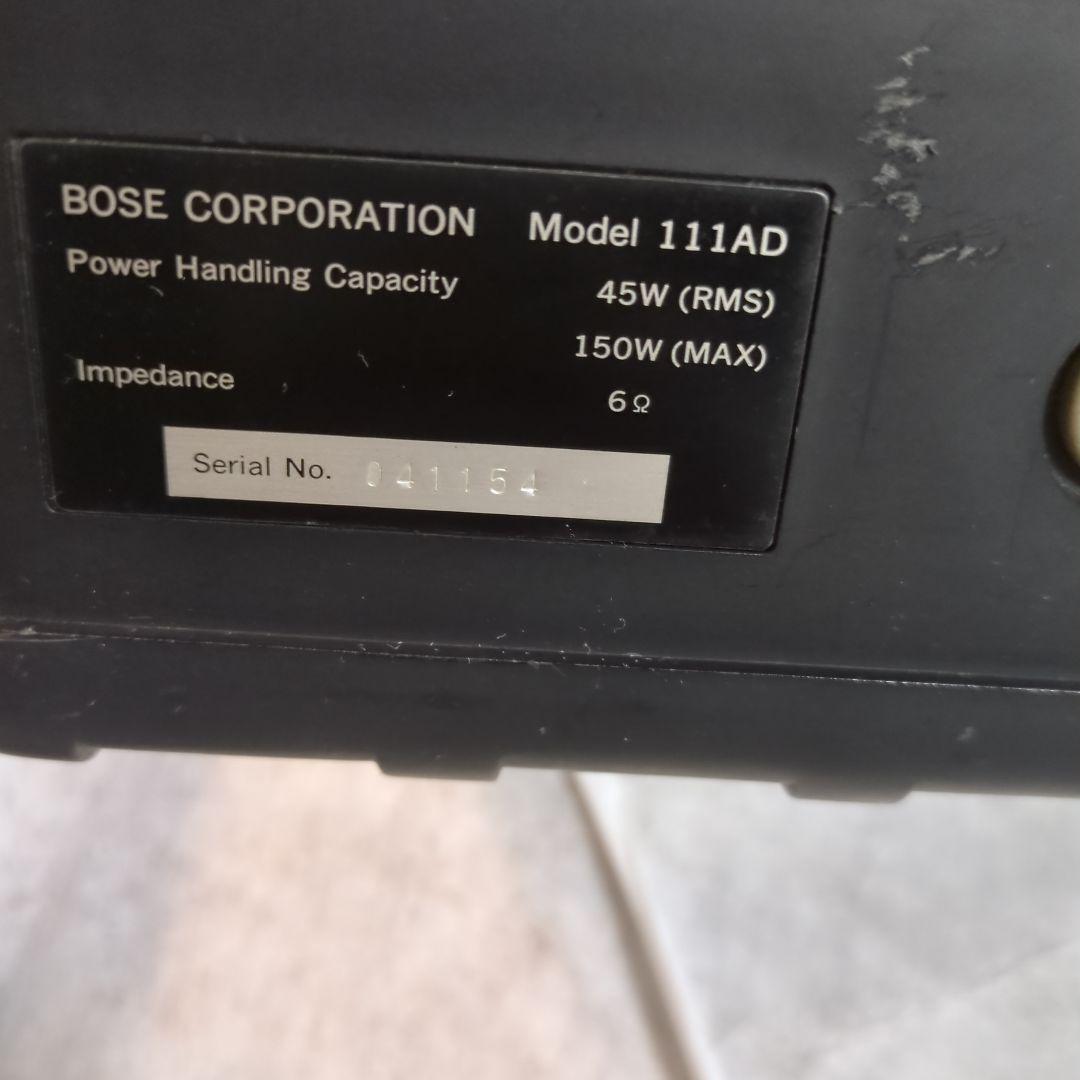 BOSE CORPORATION Model 111AD
Power Handling Capacity 45W (RMS)
150W (MAX)
Impedance 6Ω
Serial No. 041154